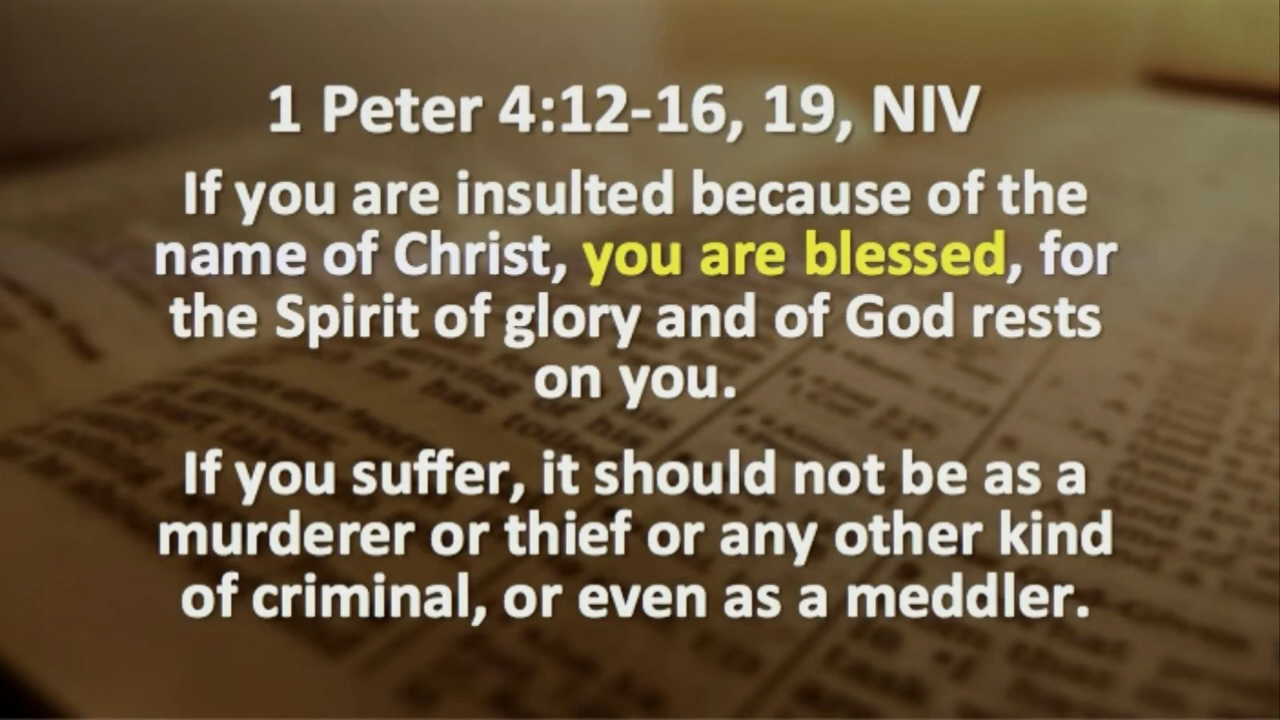 1 Peter 4:12-16, 19, NIV
If you are insulted because of the
name of Christ, you are blessed, for
the Spirit of glory and of God rests
on you.
If you suffer, it should not be as a
murderer or thief or any other kind
of criminal, or even as a meddler.